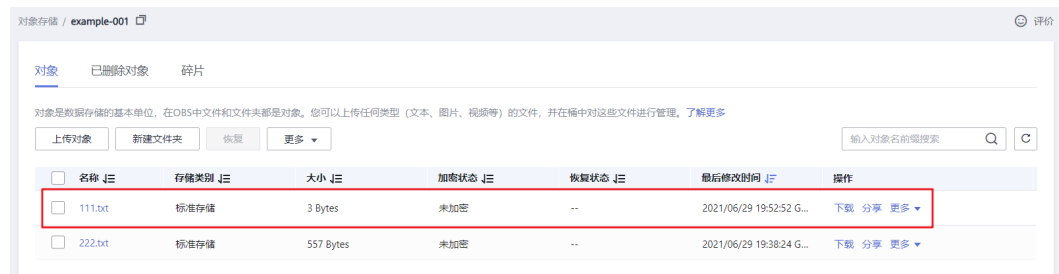 对象存储 / example-001 评价
对象 已删除对象 碎片
对象是数据存储的基本单位，在OBS中文件和文件夹都是对象。您可以上传任何类型（文本、图片、视频等）的文件，并在桶中对这些文件进行管理。了解更多
上传对象 新建文件夹 恢复 更多 输入对象名前缀搜索
名称 存储类别 大小 加密状态 恢复状态 最后修改时间 操作
111.txt 标准存储 3 Bytes 未加密 -- 2021/06/29 19:52:52 G... 下载 分享 更多
222.txt 标准存储 557 Bytes 未加密 -- 2021/06/29 19:38:24 G... 下载 分享 更多